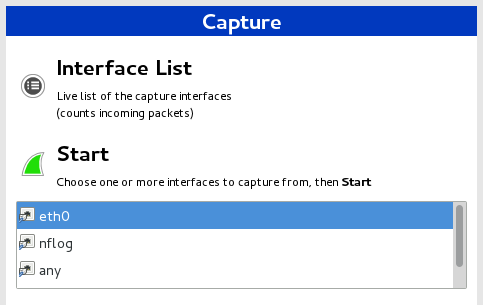 Capture
Interface List
Live list of the capture interfaces
(counts incoming packets)
Start
Choose one or more interfaces to capture from, then Start
eth0
nflog
any